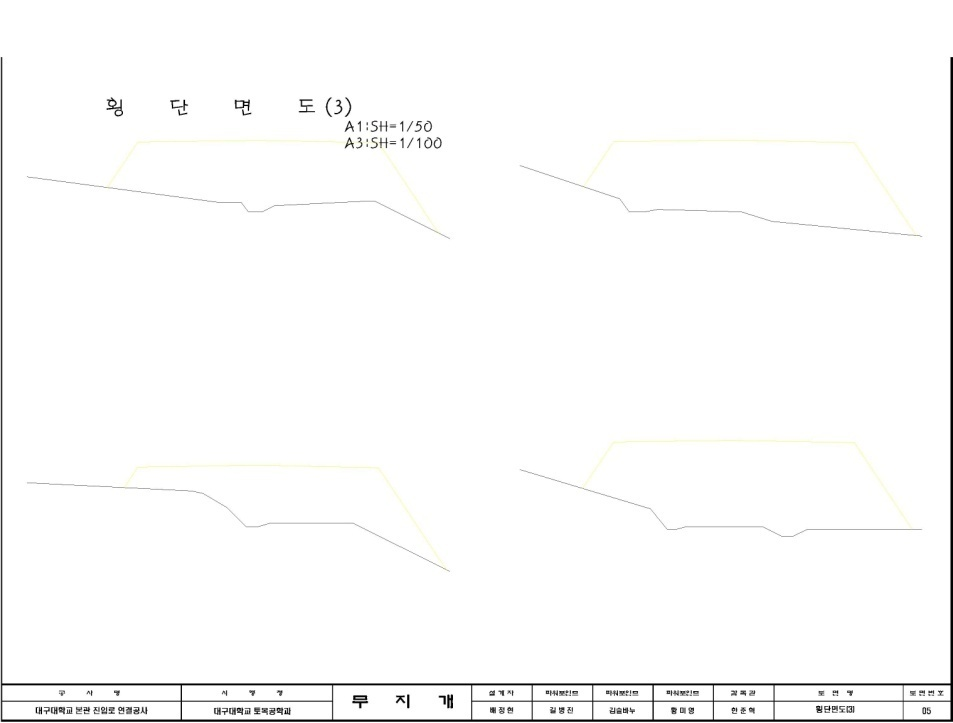 횡 단 면 도 (3)
A1:SH=1/50
A3:SH=1/100
공 사 명 시 행 청 무 지 개 설 계 자 파워포인트 파워포인트 파워포인트 감 독 관 도 면 명 도 면 번 호
대구대학교 본관 진입로 연결공사 대구대학교 토목공학과 배 장 현 길 병 진 김슬바누 황 미 영 한 준 혁 횡단면도(3) 05